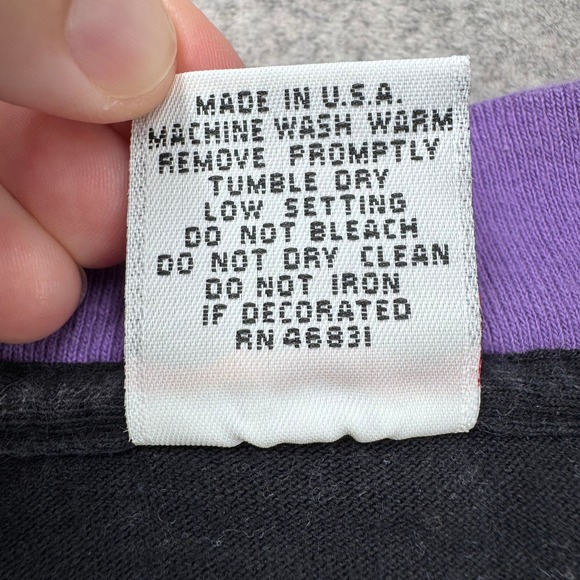 MADE IN U.S.A.
MACHINE WASH WARM
REMOVE PROMPTLY
TUMBLE DRY
LOW SETTING
DO NOT BLEACH
DO NOT DRY CLEAN
DO NOT IRON
IF DECORATED
RN 46831